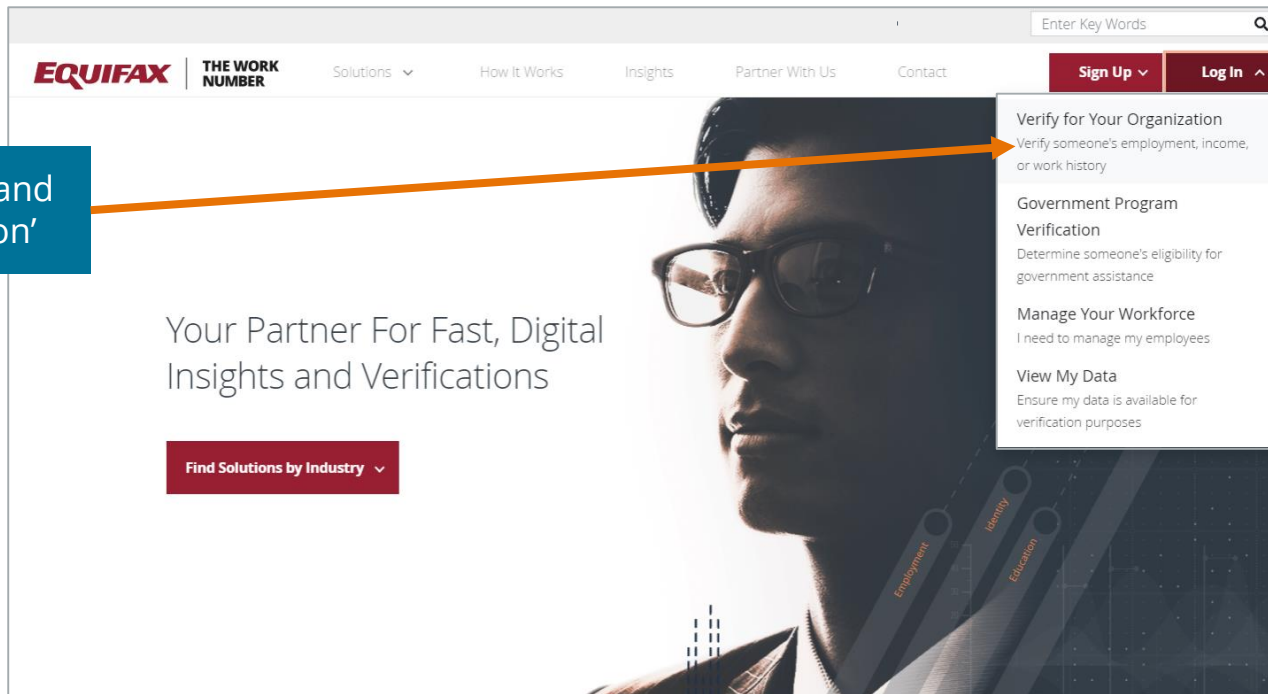 Enter Key Words
EQUIFAX
THE WORK
NUMBER
Solutions
How It Works
Insights
Partner With Us
Contact
Sign Up
Log In
Verify for Your Organization
Verify someone's employment, income,
or work history
Government Program
Verification
Determine someone's eligibility for
government assistance
Manage Your Workforce
I need to manage my employees
View My Data
Ensure my data is available for
verification purposes
and
on’
Your Partner For Fast, Digital
Insights and Verifications
Find Solutions by Industry
Employment
Identity
Education